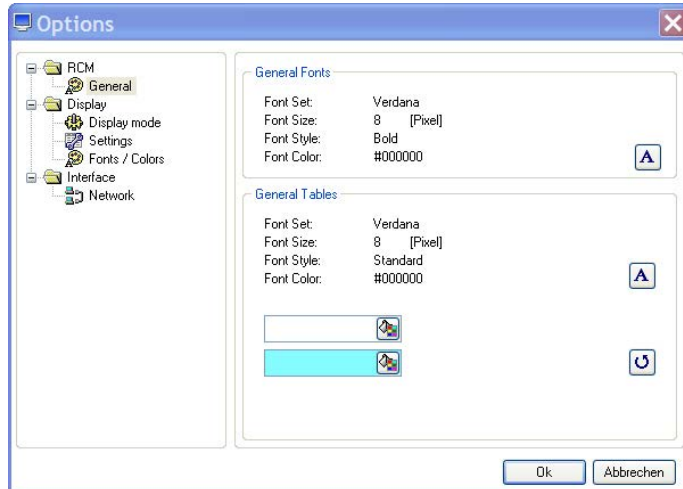 Options
RCM
General
Display
Display mode
Settings
Fonts / Colors
Interface
Network
General Fonts
Font Set: Verdana
Font Size: 8 [Pixel]
Font Style: Bold
Font Color: #000000
A
General Tables
Font Set: Verdana
Font Size: 8 [Pixel]
Font Style: Standard
Font Color: #000000
A
Ok Abbrechen